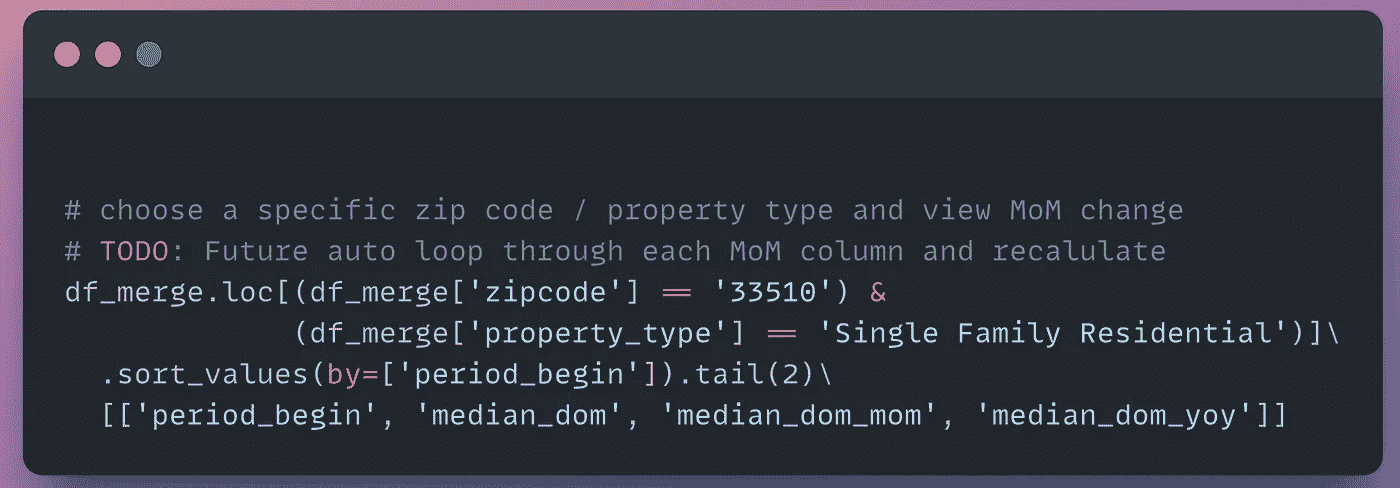 # choose a specific zip code / property type and view MoM change
# TODO: Future auto loop through each MoM column and recalulate
df_merge.loc[(df_merge['zipcode'] == '33510') &
(df_merge['property_type'] == 'Single Family Residential')]\
.sort_values(by=['period_begin']).tail(2)\
[['period_begin', 'median_dom', 'median_dom_mom', 'median_dom_yoy']]